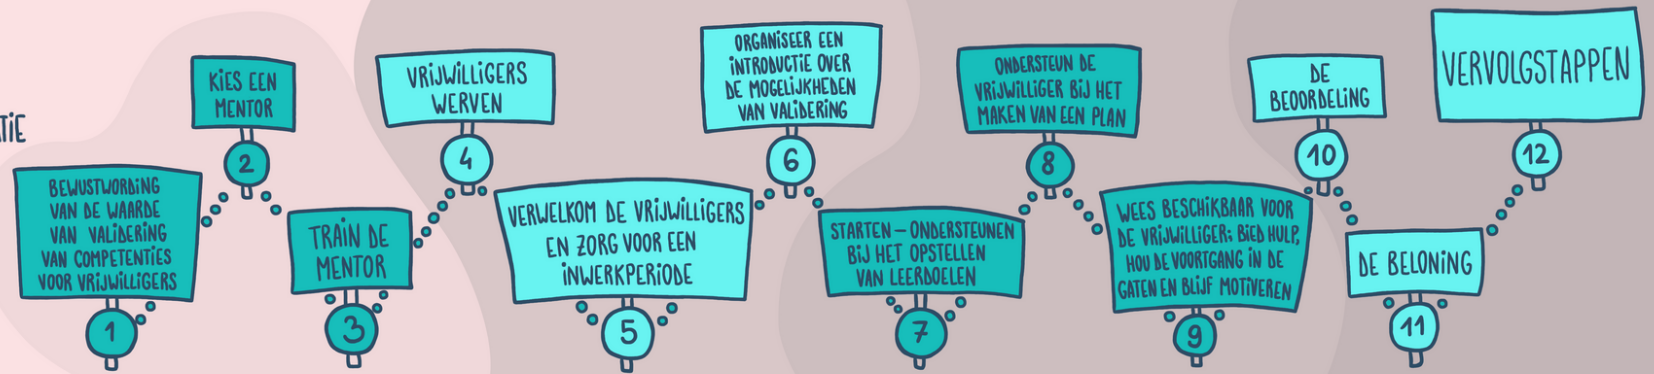 TIE
BEWUSTWORDING
VAN DE WAARDE
VAN VALIDERING
VAN COMPETENTIES
VOOR VRIJWILLIGERS
1
KIES EEN
MENTOR
2
TRAIN DE
MENTOR
3
VRIJWILLIGERS
WERVEN
4
VERWELKOM DE VRIJWILLIGERS
EN ZORG VOOR EEN
INWERKPERIODE
5
ORGANISEER EEN
INTRODUCTIE OVER
DE MOGELIJKHEDEN
VAN VALIDERING
6
STARTEN – ONDERSTEUNEN
BIJ HET OPSTELLEN
VAN LEERDOELEN
7
ONDERSTEUN DE
VRIJWILLIGER BIJ HET
MAKEN VAN EEN PLAN
8
WEES BESCHIKBAAR VOOR
DE VRIJWILLIGER: BIED HULP,
HOU DE VOORTGANG IN DE
GATEN EN BLIJF MOTIVEREN
9
DE
BEOORDELING
10
DE BELONING
11
VERVOLGSTAPPEN
12